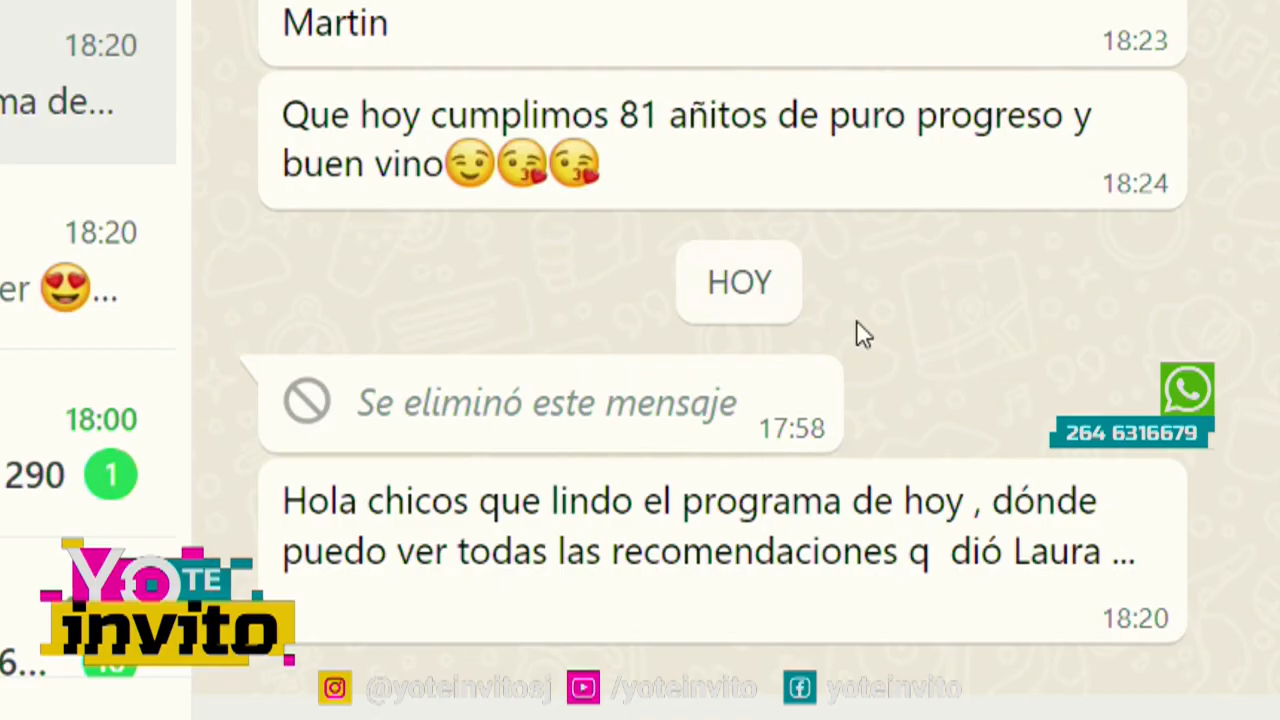 18:20
ma de...
18:20
er 😍...
18:00
290 1
6...
Martin
18:23
Que hoy cumplimos 81 añitos de puro progreso y
buen vino😉😘😘
18:24
HOY
Se eliminó este mensaje
17:58
Hola chicos que lindo el programa de hoy , dónde
puedo ver todas las recomendaciones q dió Laura ...
18:20
264 6316679
YO TE
invito
@yoteinvitosj /yoteinvito yoteinvito